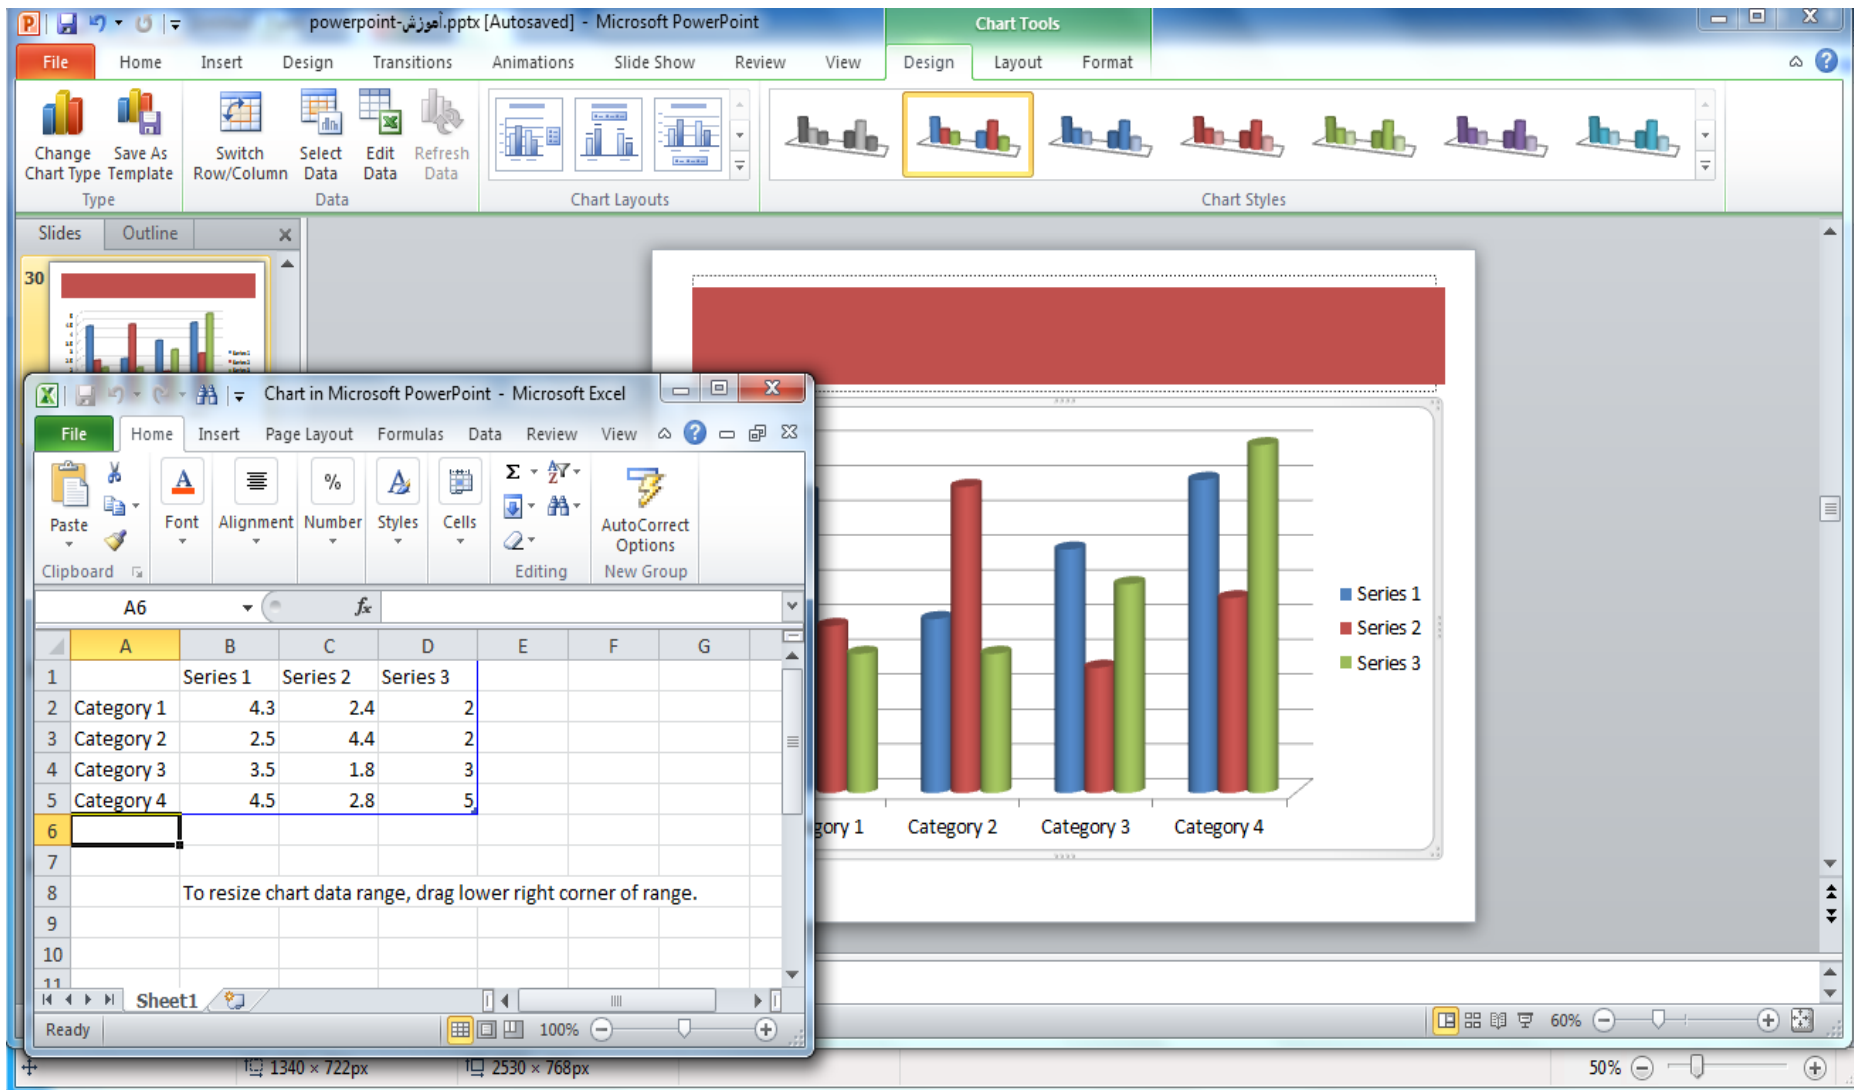 powerpoint-آموزش.pptx [Autosaved] - Microsoft PowerPoint
Chart Tools
File Home Insert Design Transitions Animations Slide Show Review View Design Layout Format
Change Chart Type
Save As Template
Switch Row/Column
Select Data
Edit Data
Refresh Data
Type
Data
Chart Layouts
Chart Styles
Slides Outline
30
Chart in Microsoft PowerPoint - Microsoft Excel
File Home Insert Page Layout Formulas Data Review View
Paste
Font
Alignment
Number
Styles
Cells
AutoCorrect
Options
Clipboard
Editing
New Group
A6
fx
A B C D E F G
1 Series 1 Series 2 Series 3
2 Category 1 4.3 2.4 2
3 Category 2 2.5 4.4 2
4 Category 3 3.5 1.8 3
5 Category 4 4.5 2.8 5
6
7
8 To resize chart data range, drag lower right corner of range.
9
10
11
Sheet1
Ready
100%
Series 1
Series 2
Series 3
gory 1 Category 2 Category 3 Category 4
60%
1340 × 722px
2530 × 768px
50%